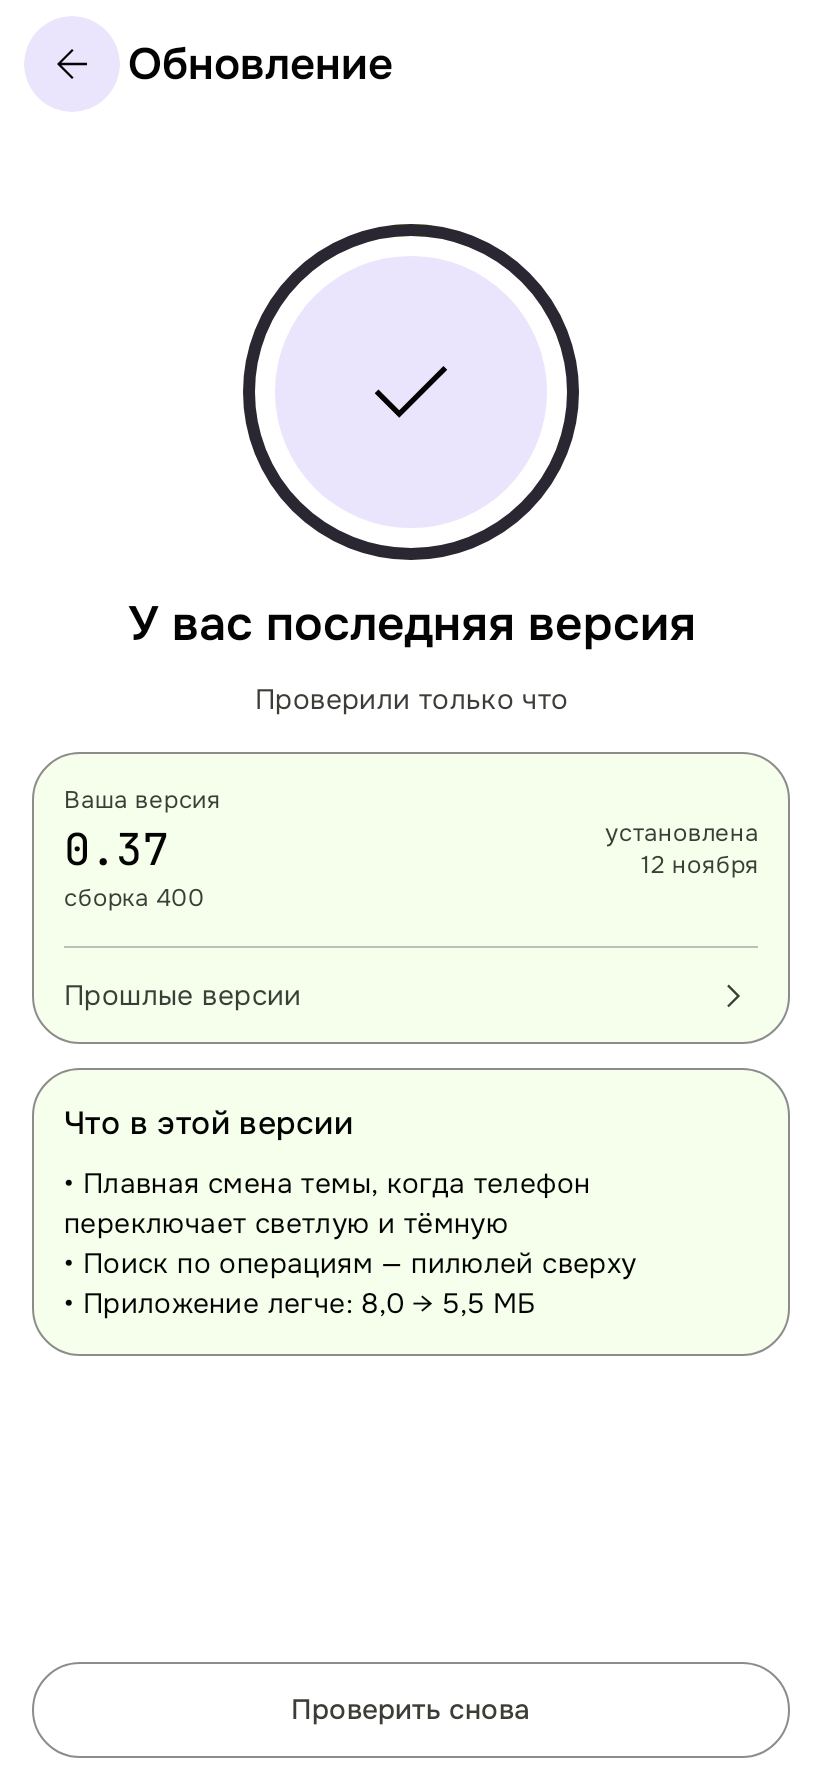 Обновление
У вас последняя версия
Проверили только что
Ваша версия
0.37
сборка 400
установлена
12 ноября
Прошлые версии
Что в этой версии
• Плавная смена темы, когда телефон
переключает светлую и тёмную
• Поиск по операциям — пилюлей сверху
• Приложение легче: 8,0 → 5,5 МБ
Проверить снова